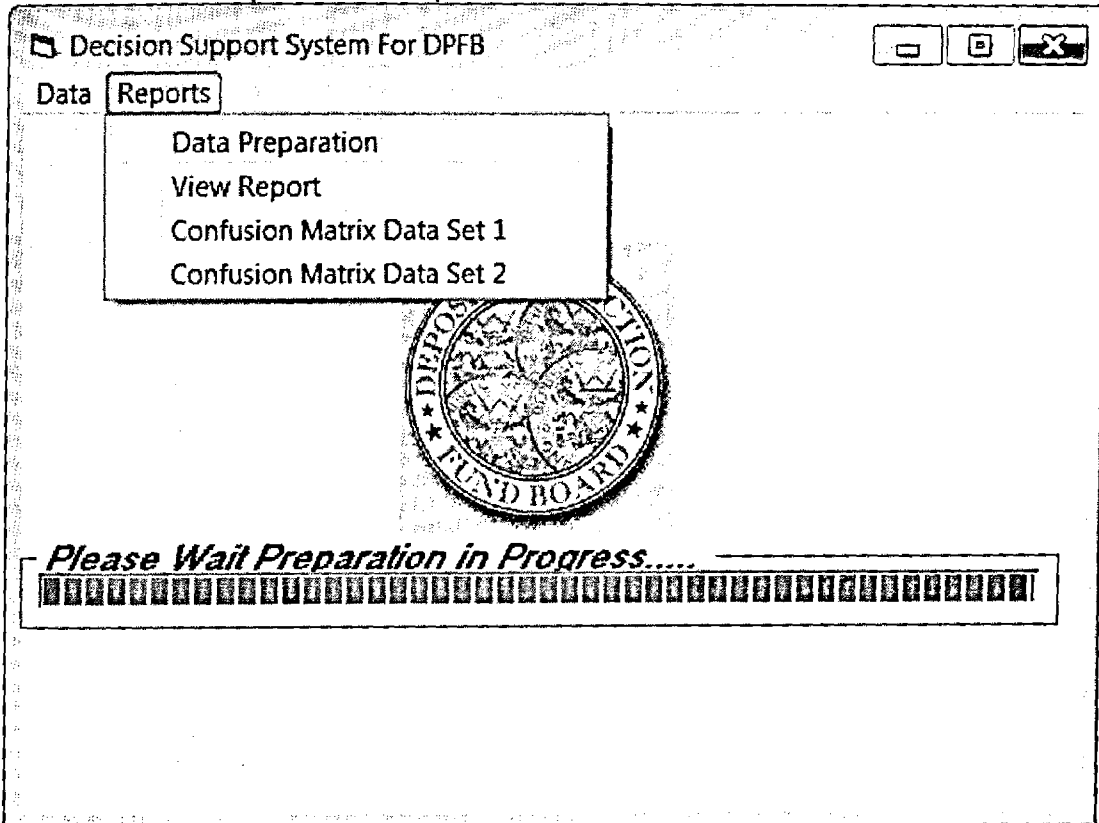 Decision Support System For DPFB
Data Reports
Data Preparation
View Report
Confusion Matrix Data Set 1
Confusion Matrix Data Set 2
FUND BOARD
Please Wait Preparation in Progress.....